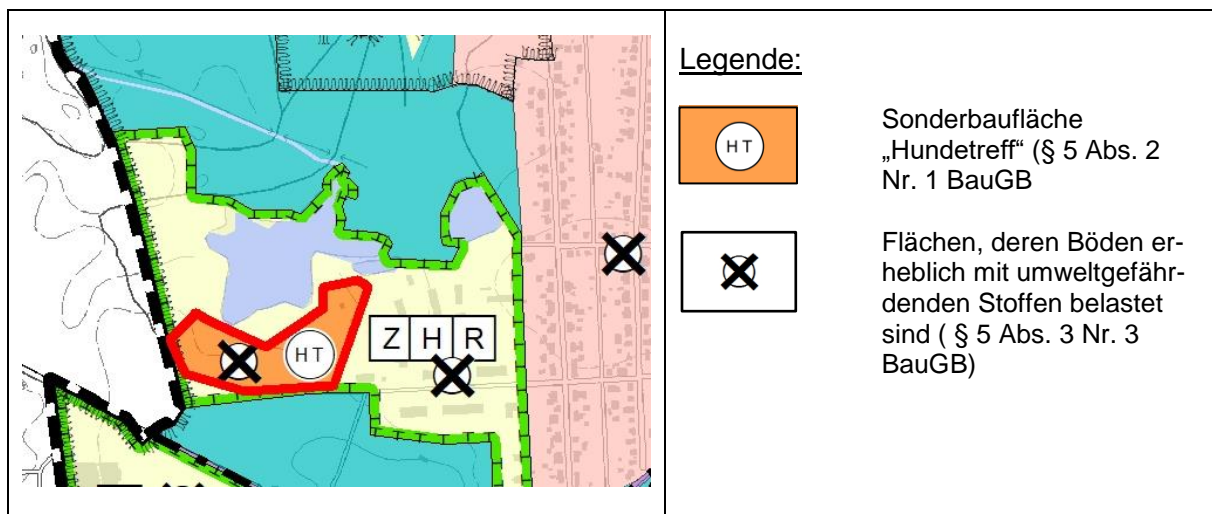 Legende:
HT
Sonderbaufläche
„Hundetreff“ (§ 5 Abs. 2
Nr. 1 BauGB
Flächen, deren Böden er-
heblich mit umweltgefähr-
denden Stoffen belastet
sind ( § 5 Abs. 3 Nr. 3
BauGB)
HT
Z H R